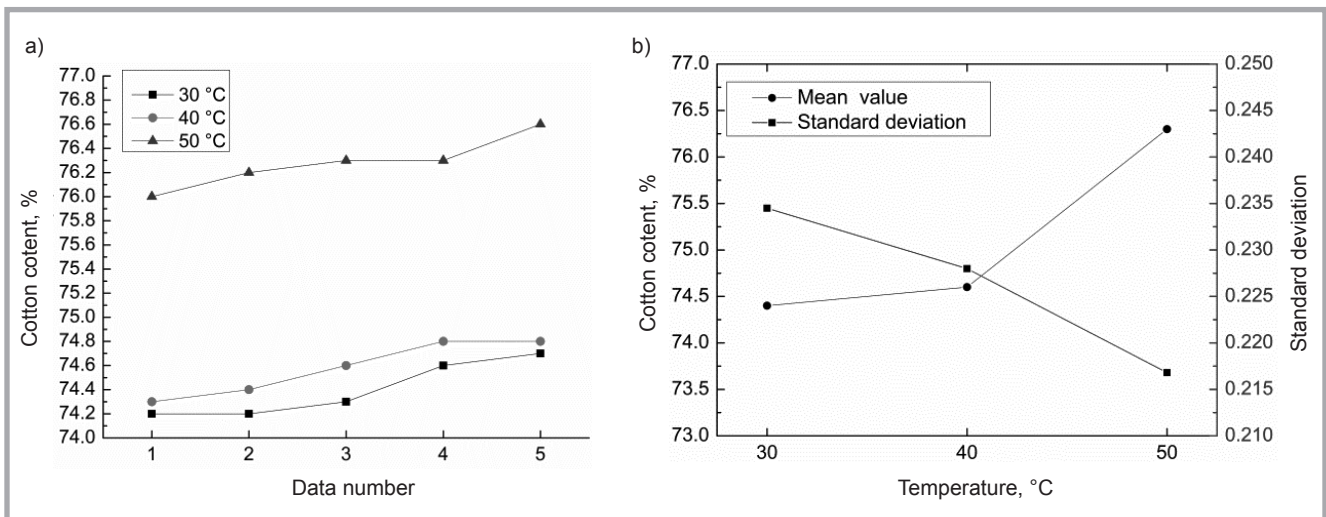 a)
77.0
76.8
76.6
76.4
76.2
76.0
75.8
75.6
75.4
75.2
75.0
74.8
74.6
74.4
74.2
74.0
Cotton cotent, %
30 °C
40 °C
50 °C
1 2 3 4 5
Data number
b)
77.0
76.5
76.0
75.5
75.0
74.5
74.0
73.5
73.0
Cotton cotent, %
Mean value
Standard deviation
0.250
0.245
0.240
0.235
0.230
0.225
0.220
0.215
0.210
Standard deviation
30 40 50
Temperature, °C